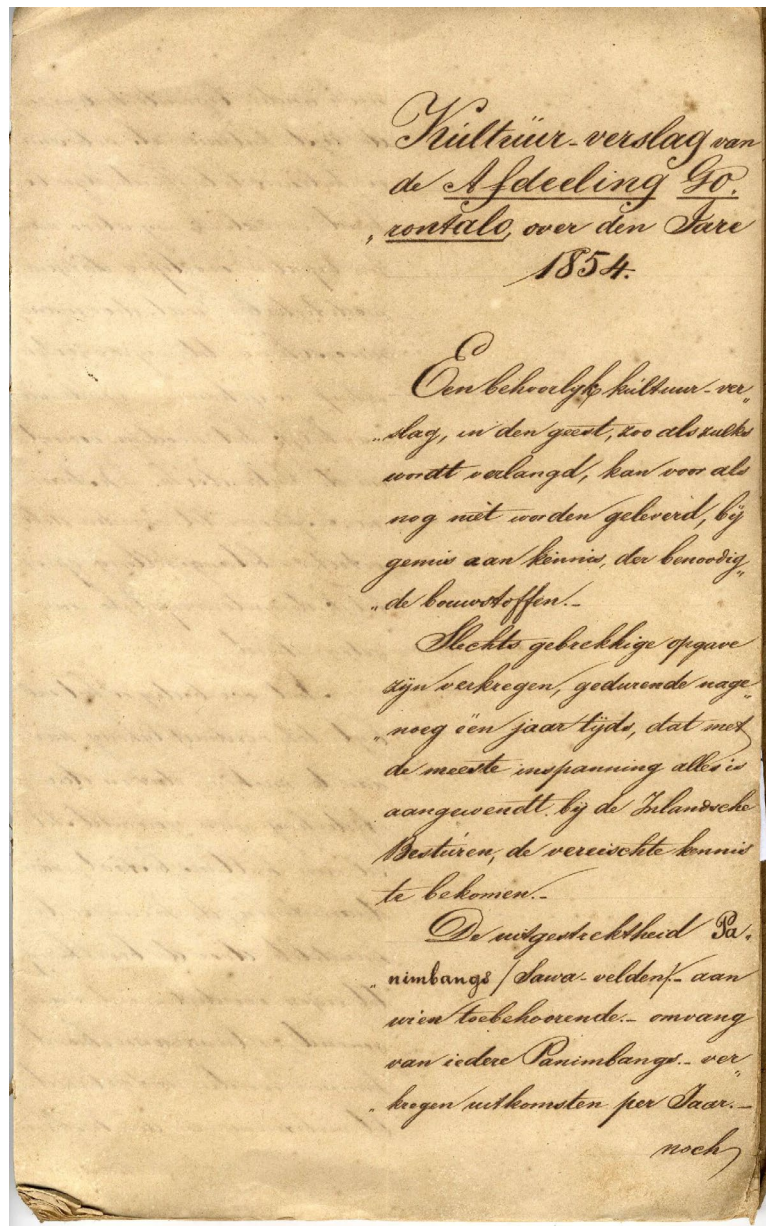 Kultuur-verslag van
de Afdeeling Go„
„rontalo, over den Jare
1854.
Een behoorlijk kultuur-ver„
„slag, in den geest, zoo als zulks
wordt verlangd, kan voor als
nog niet worden geleverd, bij
gemis aan kennis, der benoodig„
„de bouwstoffen._
Slechts gebrekkige opgave
zijn verkregen, gedurende nage„
noeg één jaar tijds, dat met
de meeste inspanning alles is
aangewendt bij de Inlandsche
Besturen, de vereischte kennis
te bekomen._
De uitgestrektheid Pa„
„nimbangs / Sawa-velden /_ aan
wien toebehoorende._ omvang
van iedere Panimbangs._ ver„
„kregen uitkomsten per Jaar._
noch